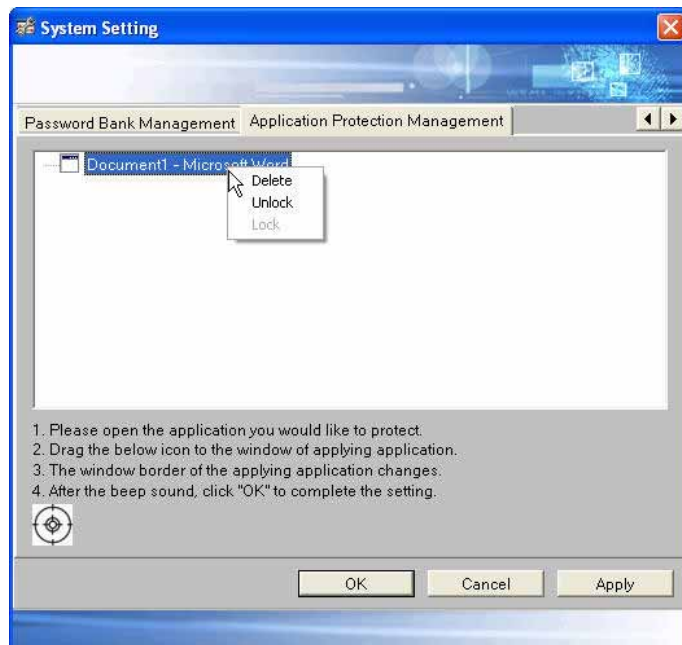 System Setting
Password Bank Management
Application Protection Management
Document1 - Microsoft Word
Delete
Unlock
Lock
1. Please open the application you would like to protect.
2. Drag the below icon to the window of applying application.
3. The window border of the applying application changes.
4. After the beep sound, click "OK" to complete the setting.
OK
Cancel
Apply